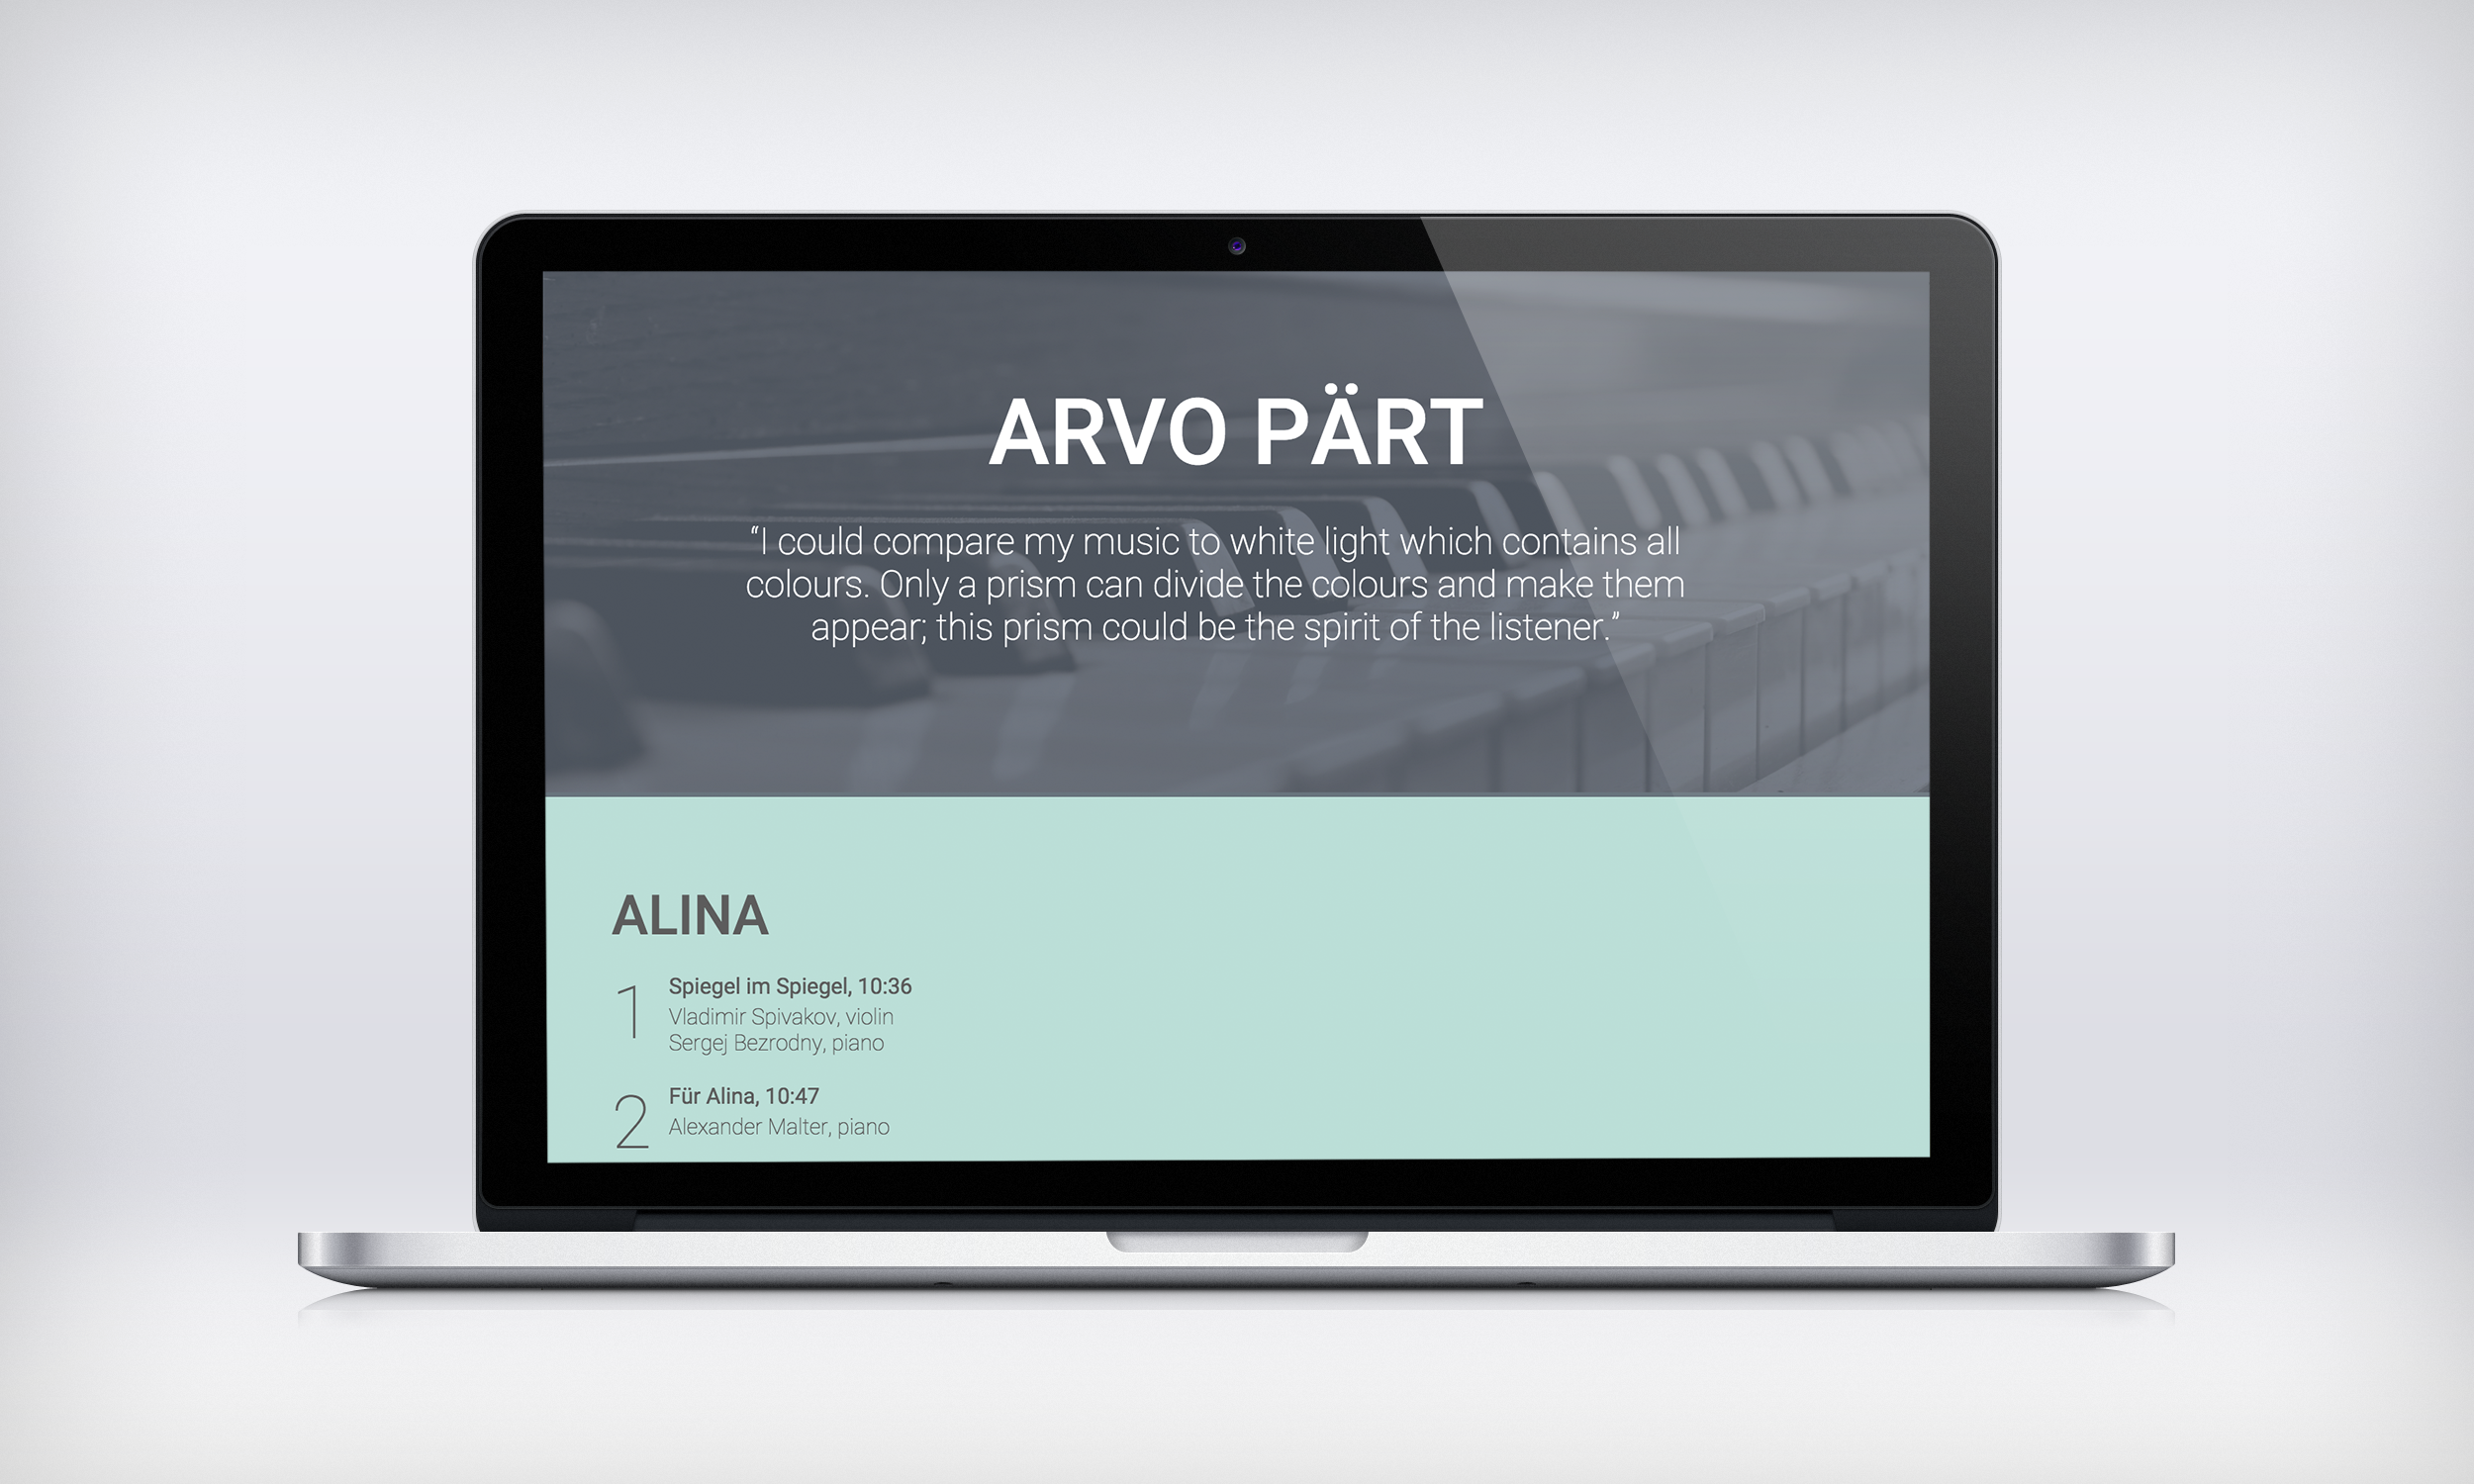 ARVO PÄRT
“I could compare my music to white light which contains all
colours. Only a prism can divide the colours and make them
appear; this prism could be the spirit of the listener.”
ALINA
1
Spiegel im Spiegel, 10:36
Vladimir Spivakov, violin
Sergej Bezrodny, piano
2
Für Alina, 10:47
Alexander Malter, piano